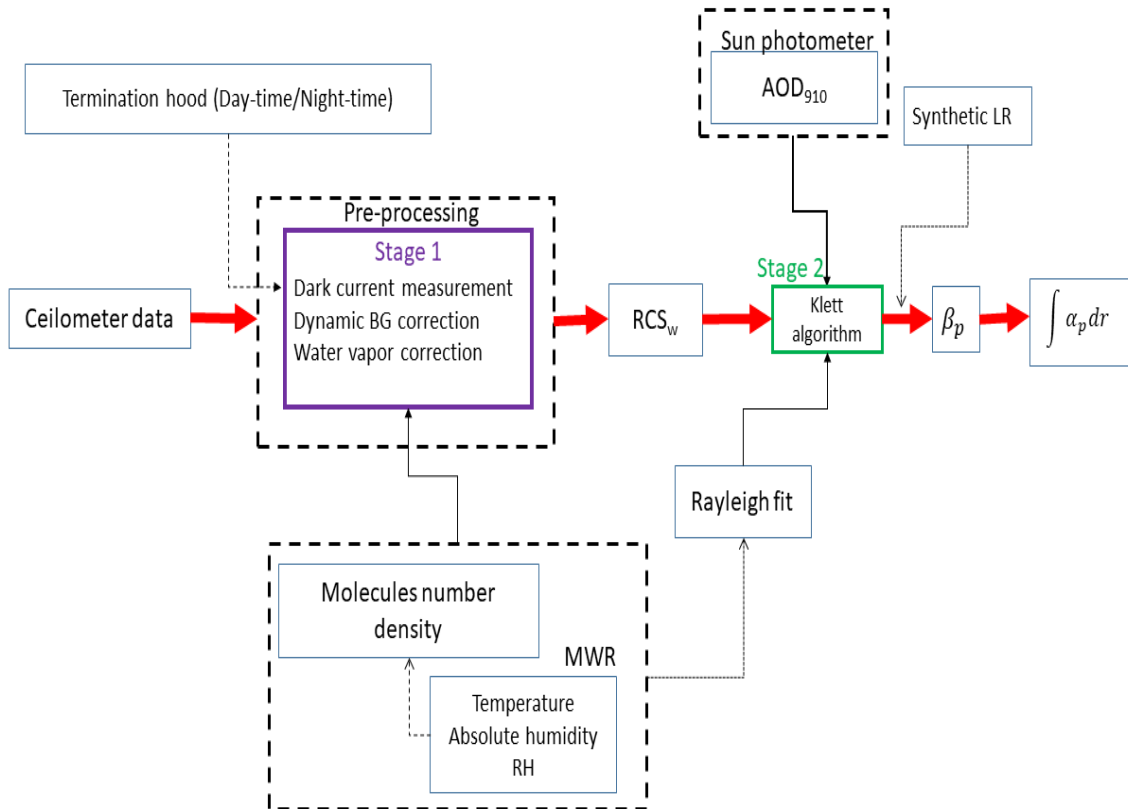 Sun photometer
AOD₉₁₀
Termination hood (Day-time/Night-time)
Synthetic LR
Pre-processing
Stage 1
Dark current measurement
Dynamic BG correction
Water vapor correction
Ceilometer data
RCSw
Stage 2
Klett
algorithm
βₚ
∫ αₚ dr
Rayleigh fit
Molecules number
density
MWR
Temperature
Absolute humidity
RH